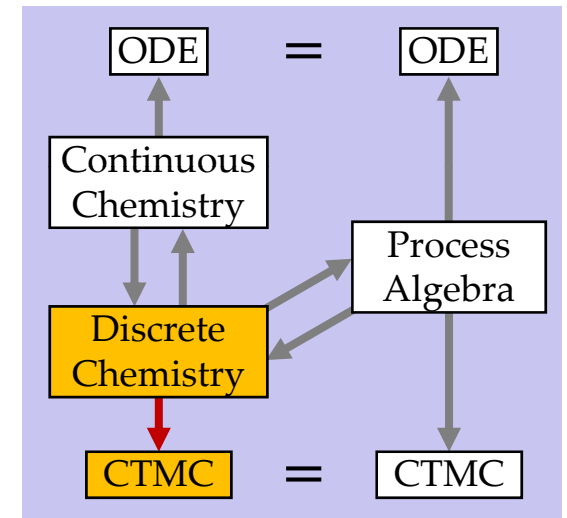 ODE = ODE
Continuous
Chemistry
Process
Algebra
Discrete
Chemistry
CTMC = CTMC